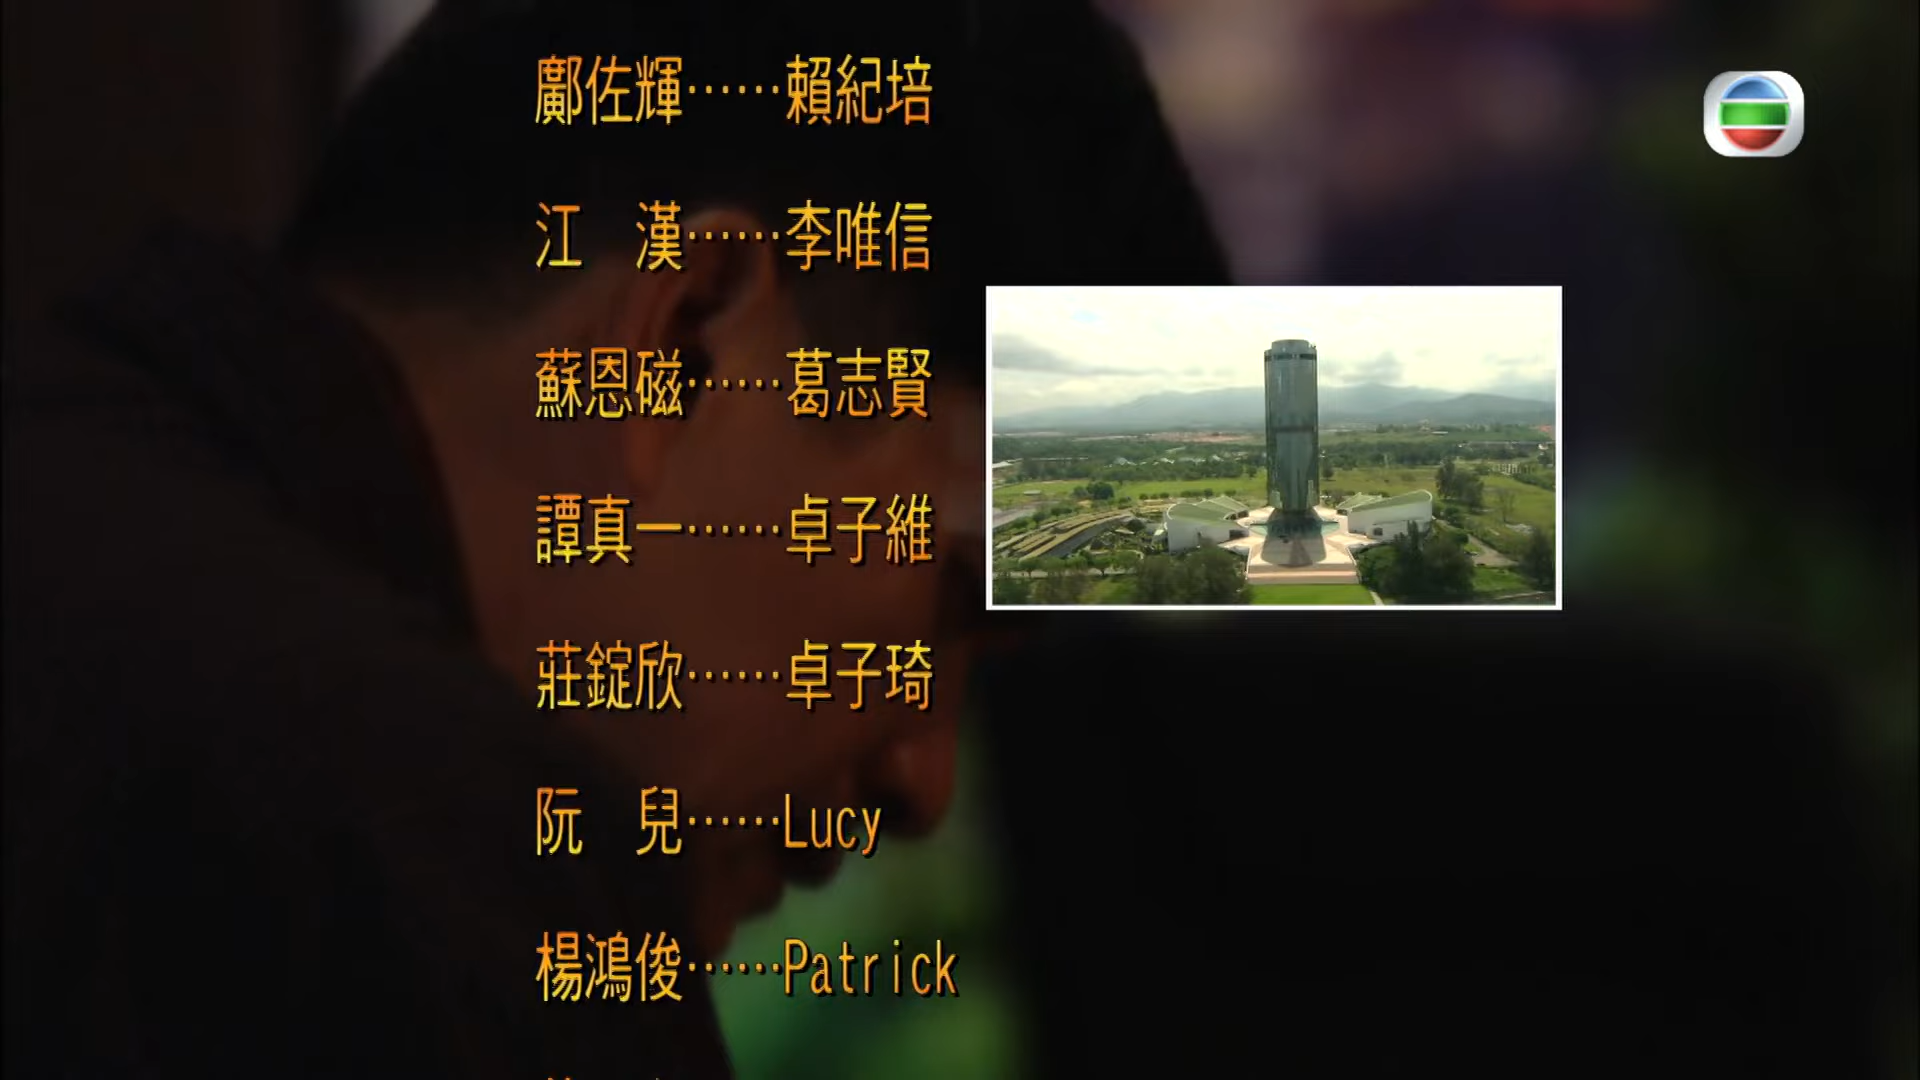 鄺佐輝……賴紀培
江　漢……李唯信
蘇恩磁……葛志賢
譚真一……卓子維
莊錠欣……卓子琦
阮　兒……Lucy
楊鴻俊……Patrick